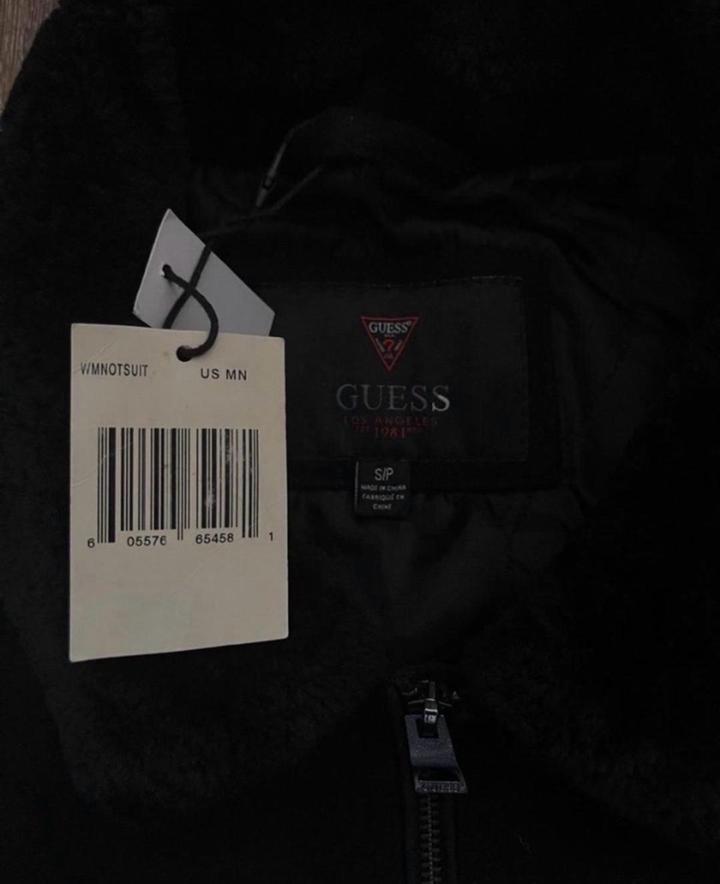 WMNOTSUIT US MN
6 05576 65458 1
GUESS
?
GUESS
LOS ANGELES
1981
S/P
MADE IN CHINA
FABRIQUÉ EN
CHINE